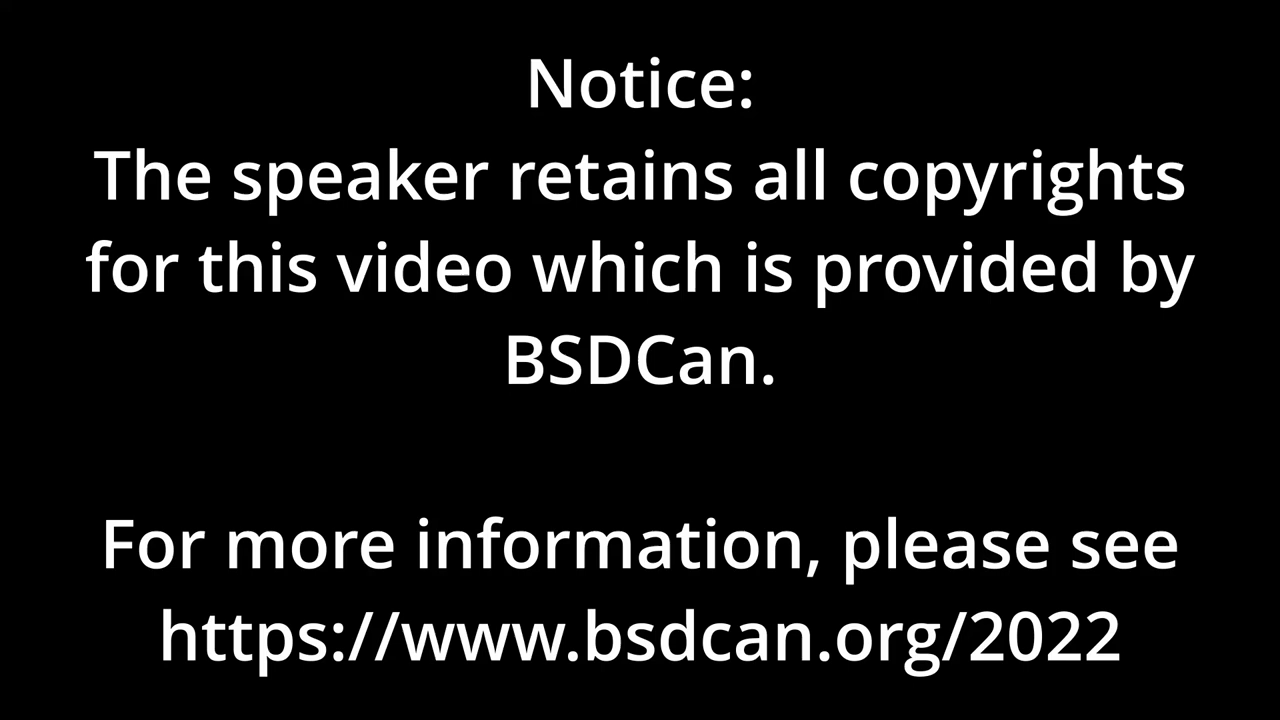 Notice:
The speaker retains all copyrights
for this video which is provided by
BSDCan.
For more information, please see
https://www.bsdcan.org/2022